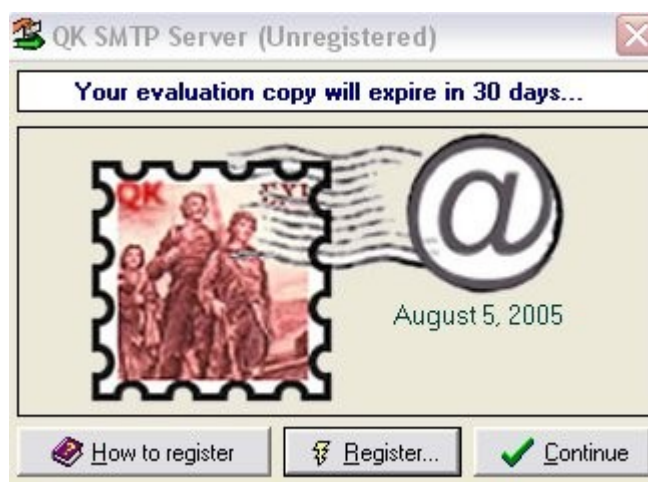 QK SMTP Server (Unregistered)
Your evaluation copy will expire in 30 days...
QK
@
August 5, 2005
How to register
Register...
Continue